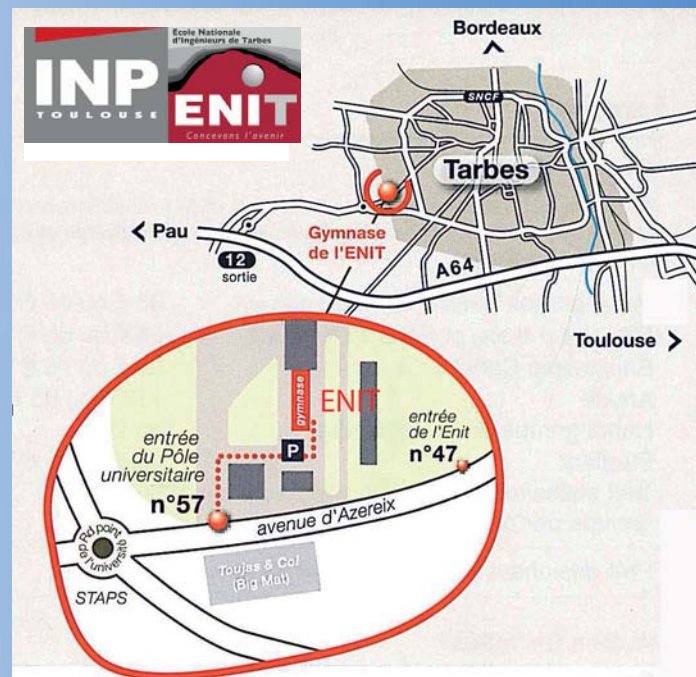 Ecole Nationale
d'Ingénieurs de Tarbes
INP
TOULOUSE
ENIT
Concevons l'avenir
Bordeaux
SNCF
Tarbes
< Pau
Gymnase
de l'ENIT
12
sortie
A64
Toulouse >
gymnase
ENIT
P
entrée
du Pôle
universitaire
n°57
entrée
de l'Enit
n°47
avenue d'Azereix
Rd point
de l'université
STAPS
Toujas & Col
(Big Mat)